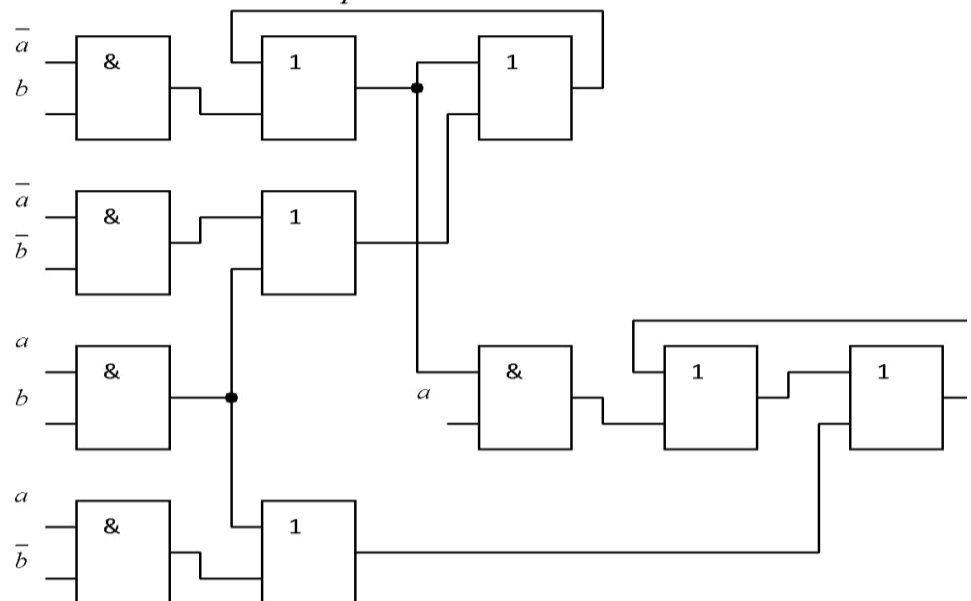 a̅ & 1 1
b
a̅ & 1
b̅
a & & 1 1
b a
a & 1
b̅